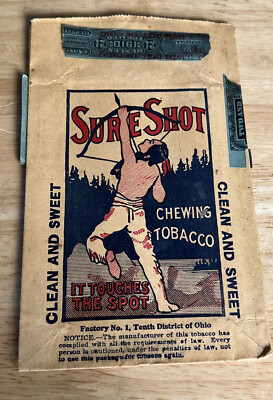 SURE SHOT
CHEWING
TOBACCO
IT TOUCHES
THE SPOT
CLEAN AND SWEET
CLEAN AND SWEET
Factory No. 1, Tenth District of Ohio
NOTICE.—The manufacturer of this tobacco has
complied with all the requirements of law. Every
person is cautioned, under the penalties of law, not
to use this package for tobacco again.